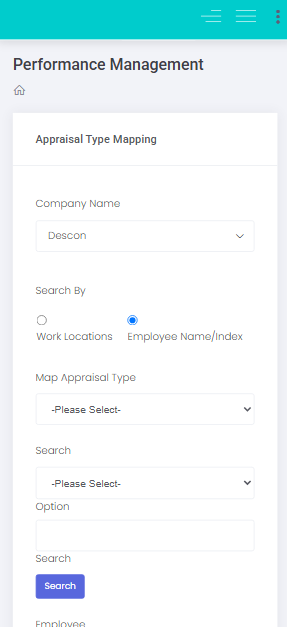 Performance Management
Appraisal Type Mapping
Company Name
Descon
Search By
Work Locations Employee Name/Index
Map Appraisal Type
-Please Select-
Search
-Please Select-
Option
Search
Search
Employee